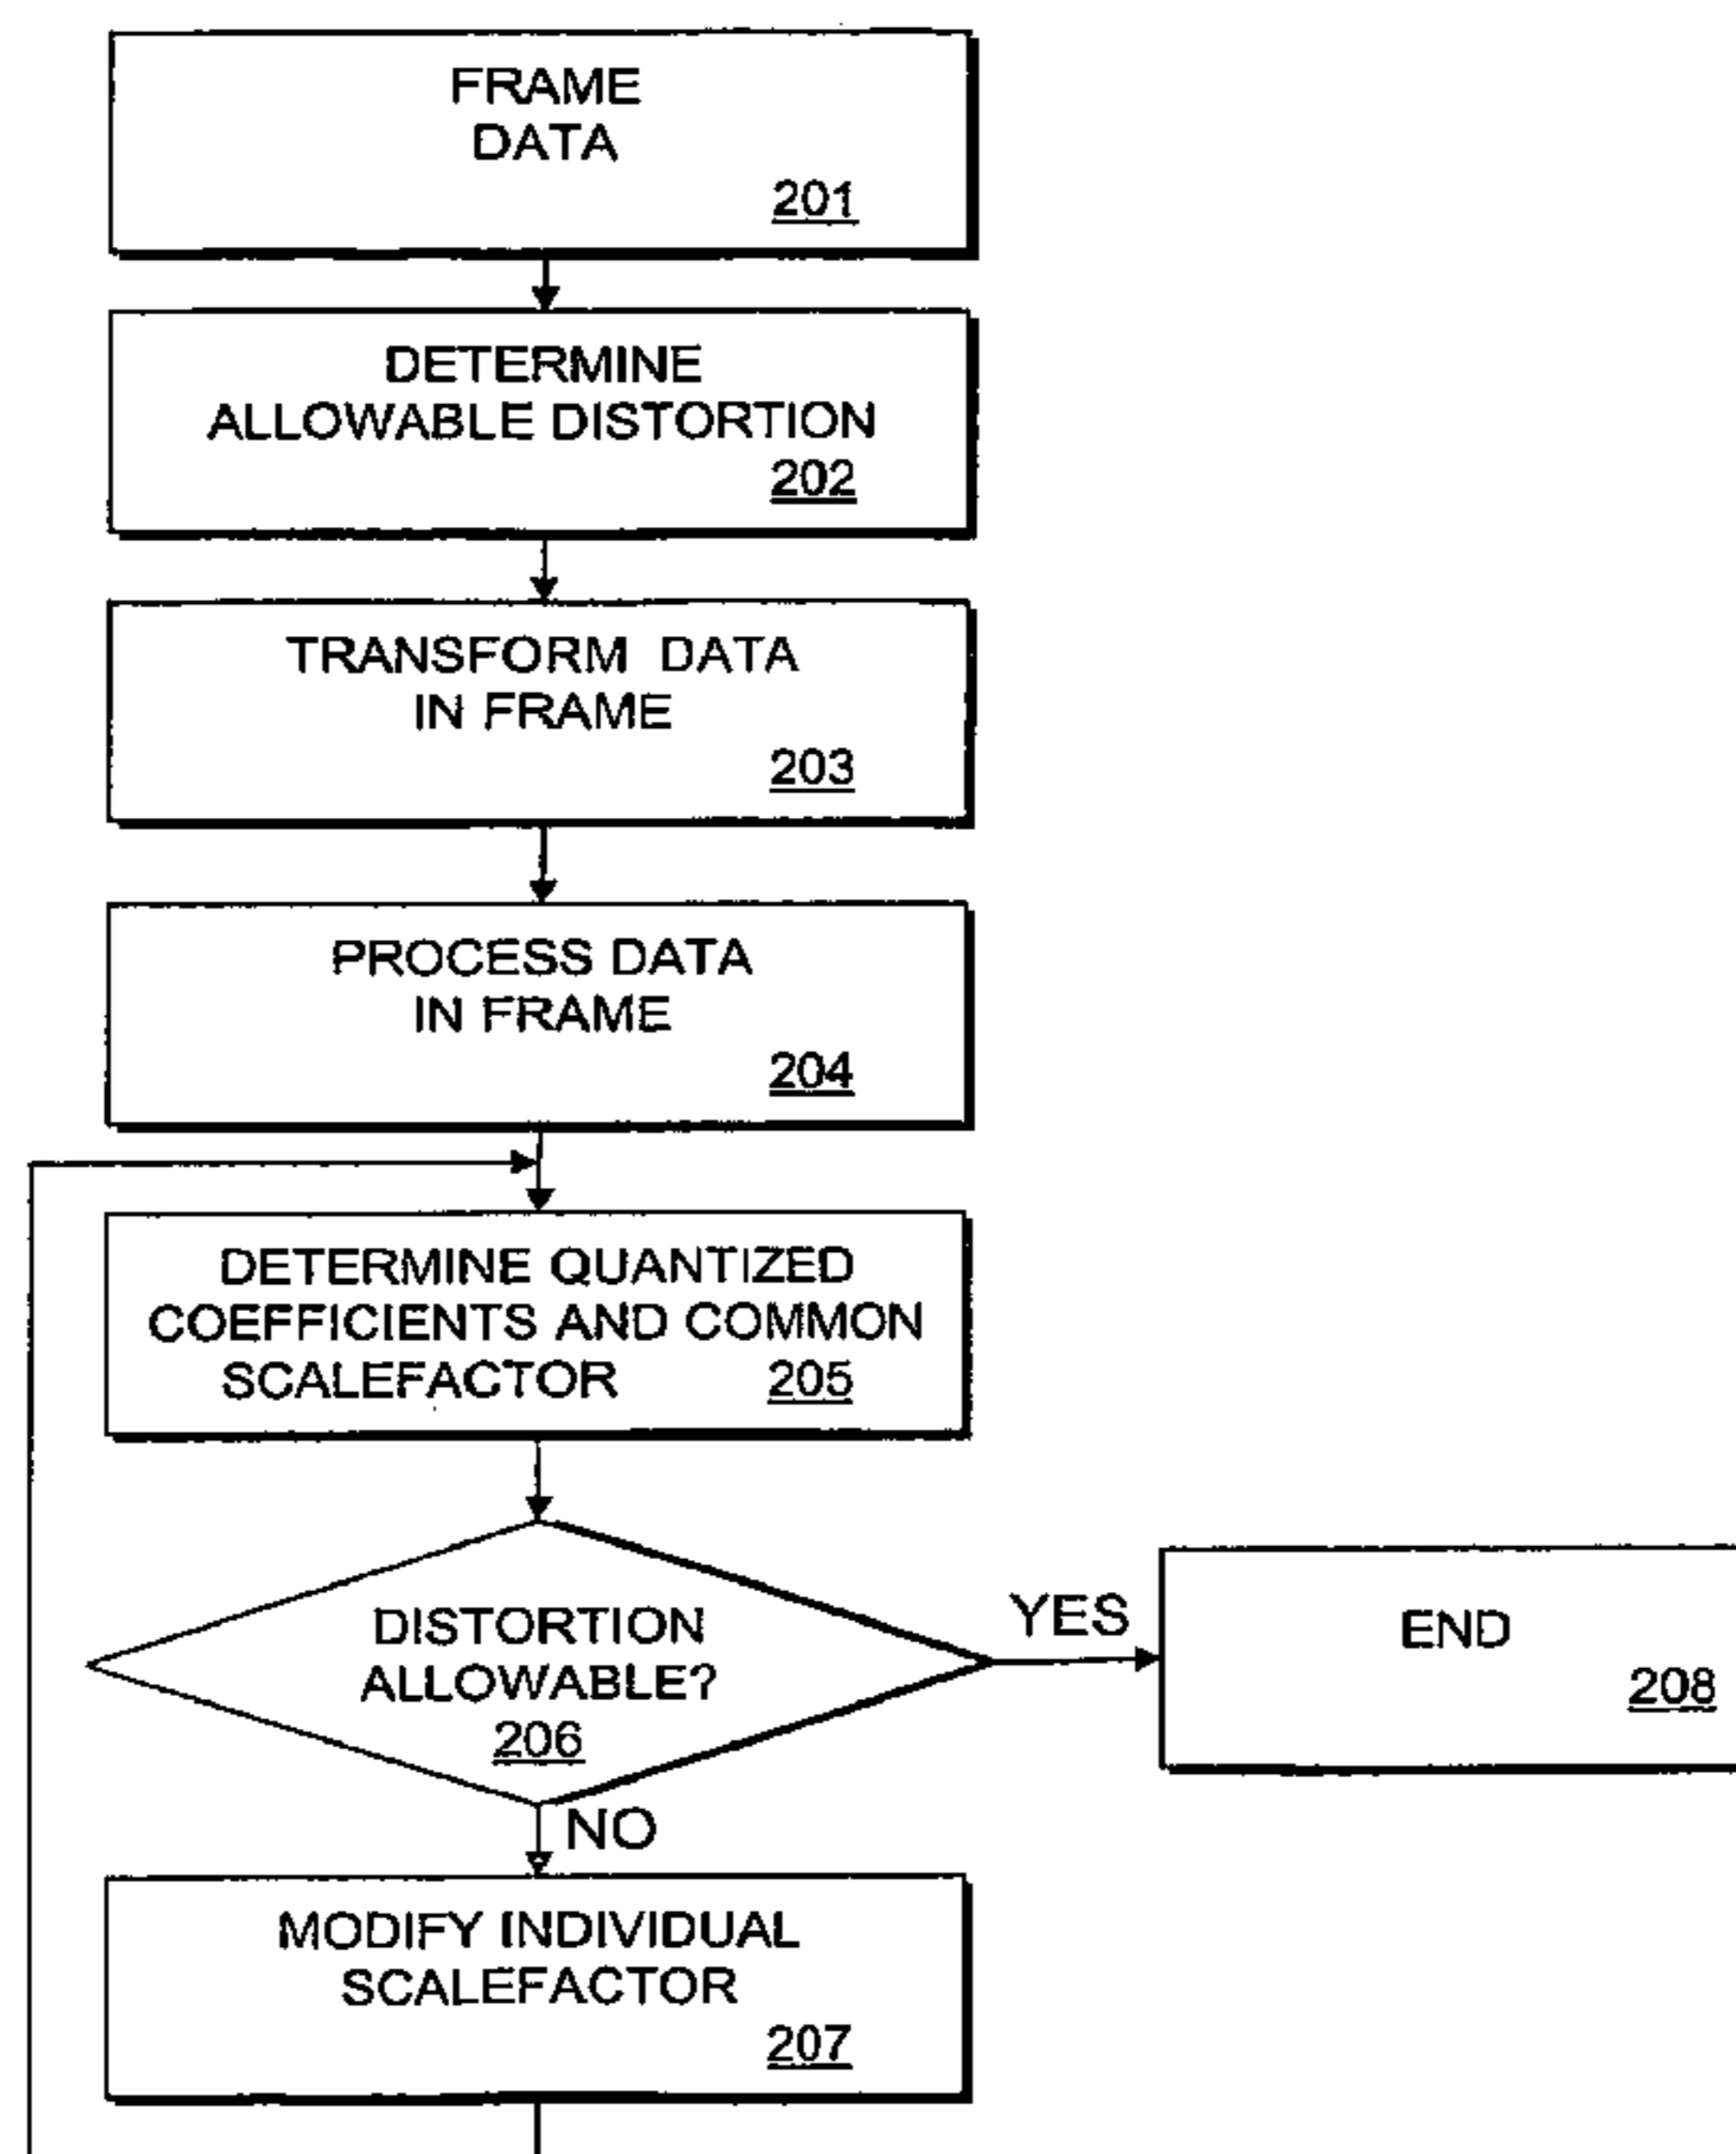 FRAME
DATA
201
DETERMINE
ALLOWABLE DISTORTION
202
TRANSFORM DATA
IN FRAME
203
PROCESS DATA
IN FRAME
204
DETERMINE QUANTIZED
COEFFICIENTS AND COMMON
SCALEFACTOR 205
DISTORTION
ALLOWABLE?
206
YES
END
208
NO
MODIFY INDIVIDUAL
SCALEFACTOR
207